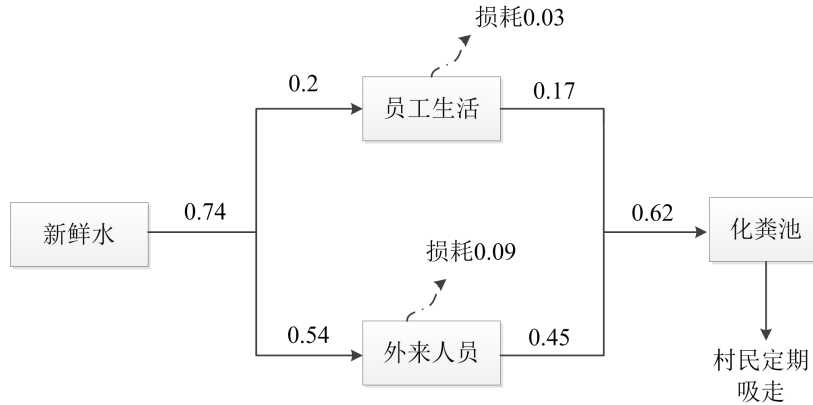 损耗0.03
0.2
员工生活
0.17
新鲜水
0.74
0.62
化粪池
损耗0.09
0.54
外来人员
0.45
村民定期
吸走